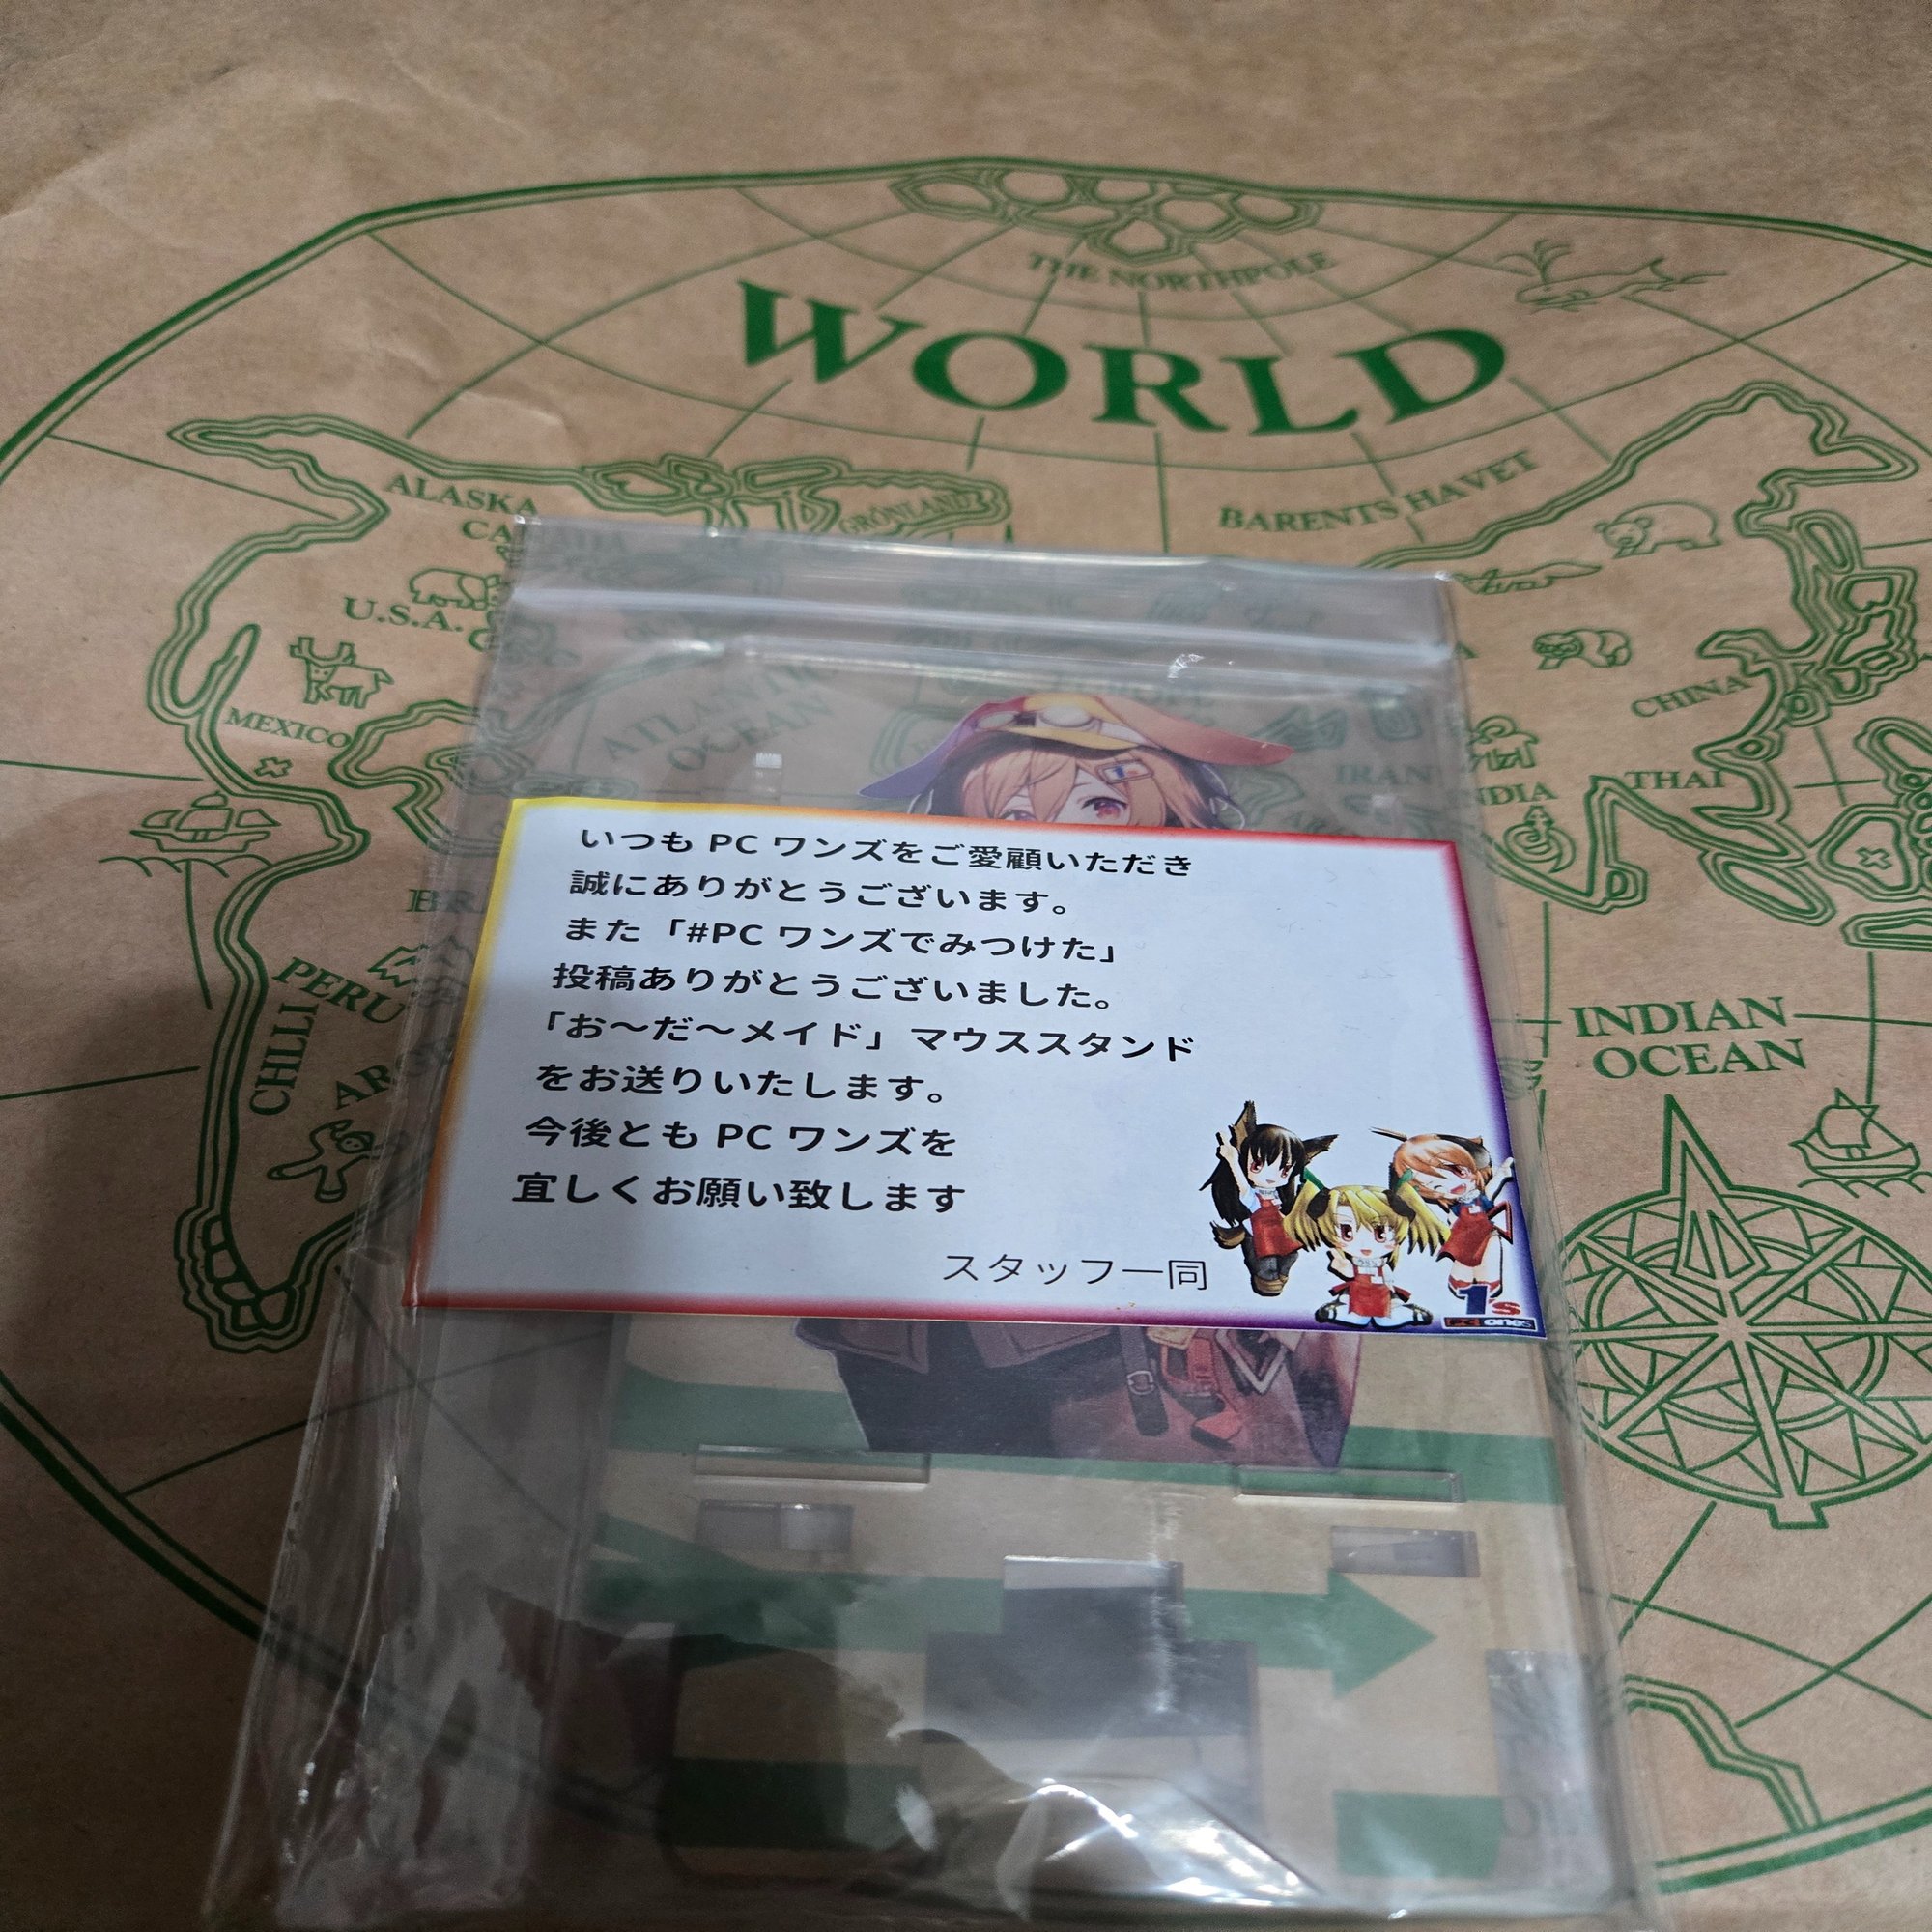 THE NORTHPOLE
WORLD
ALASKA
GRÖNLAND
BARENTS HAVET
U.S.A.
MEXICO
ATLANTIC
OCEAN
CHINA
IRAN
THAI
いつも PC ワンズをご愛顧いただき
誠にありがとうございます。
また「#PC ワンズでみつけた」
投稿ありがとうございました。
「お～だ～メイド」マウススタンド
をお送りいたします。
今後とも PC ワンズを
宜しくお願い致します
スタッフ一同
1's
PC ones
PERU
CHLLI
INDIAN
OCEAN